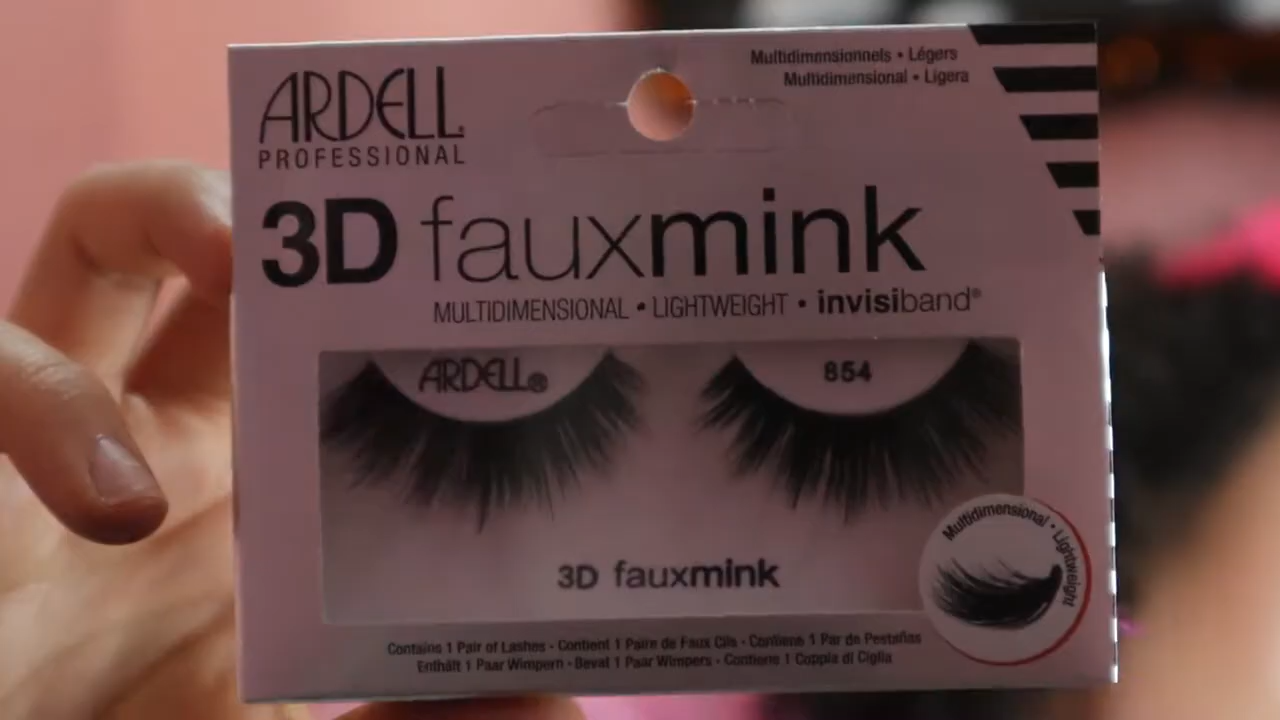 ARDELL
PROFESSIONAL
Multidimensionnels • Légers
Multidimensional • Ligera
3D fauxmink
MULTIDIMENSIONAL • LIGHTWEIGHT • invisiband®
ARDELL®
854
Multidimensional • Lightweight
3D fauxmink
Contains 1 Pair of Lashes - Contient 1 Paire de Faux Cils - Contiene 1 Par de Pestañas
Enthält 1 Paar Wimpern - Bevat 1 Paar Wimpers - Contiene 1 Coppia di Ciglia